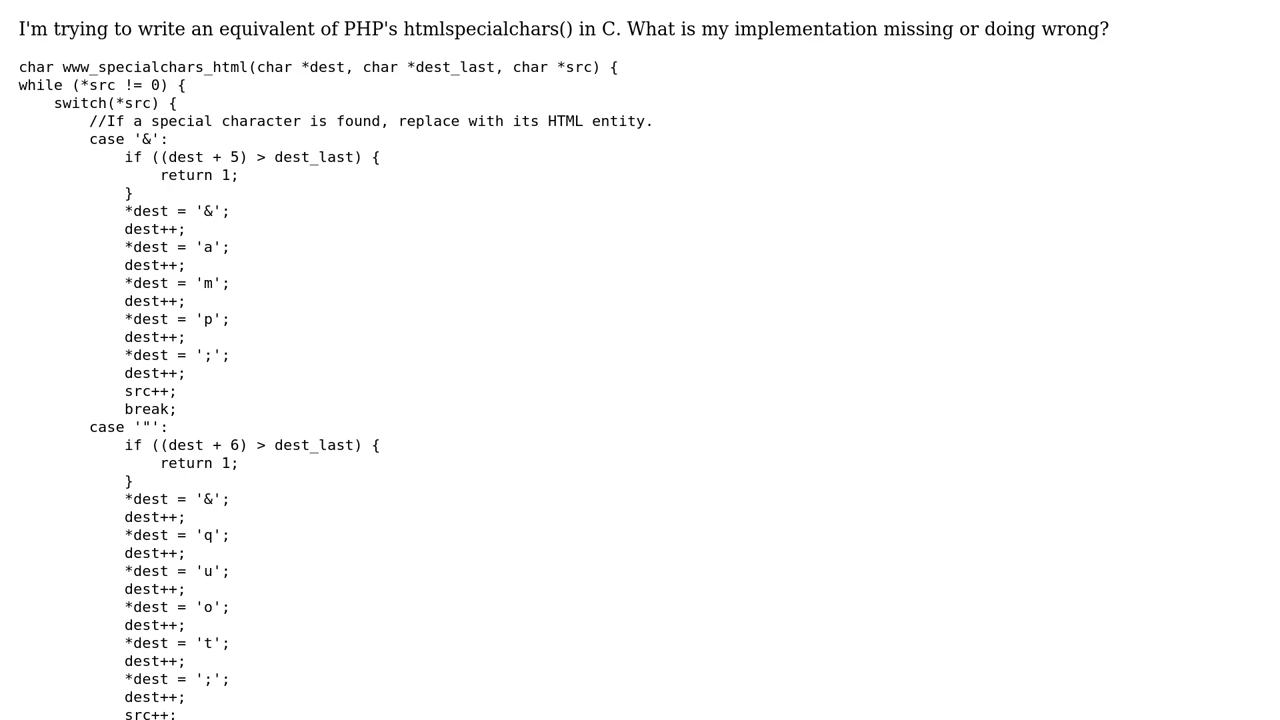 I'm trying to write an equivalent of PHP's htmlspecialchars() in C. What is my implementation missing or doing wrong?
char www_specialchars_html(char *dest, char *dest_last, char *src) {
while (*src != 0) {
    switch(*src) {
        //If a special character is found, replace with its HTML entity.
        case '&':
            if ((dest + 5) > dest_last) {
                return 1;
            }
            *dest = '&';
            dest++;
            *dest = 'a';
            dest++;
            *dest = 'm';
            dest++;
            *dest = 'p';
            dest++;
            *dest = ';';
            dest++;
            src++;
            break;
        case '"':
            if ((dest + 6) > dest_last) {
                return 1;
            }
            *dest = '&';
            dest++;
            *dest = 'q';
            dest++;
            *dest = 'u';
            dest++;
            *dest = 'o';
            dest++;
            *dest = 't';
            dest++;
            *dest = ';';
            dest++;
            src++;